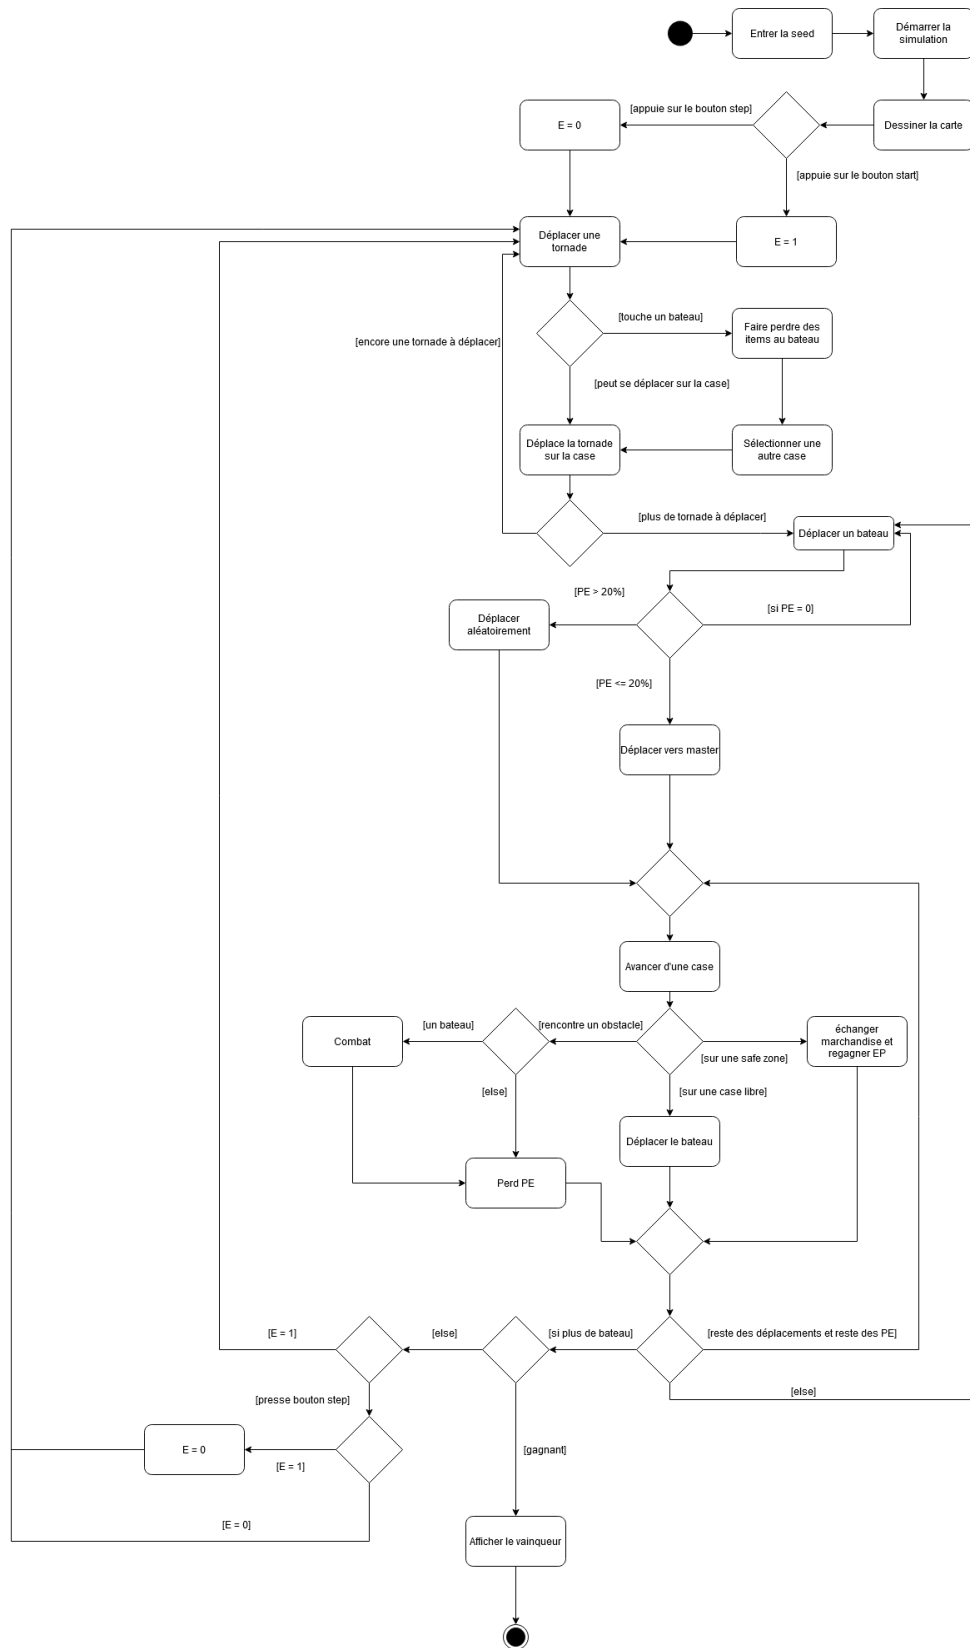 Entrer la seed
Démarrer la
simulation
[appuie sur le bouton step]
E = 0
Dessiner la carte
[appuie sur le bouton start]
Déplacer une
tornade
E = 1
[touche un bateau]
Faire perdre des
items au bateau
[encore une tornade à déplacer]
[peut se déplacer sur la case]
Déplace la tornade
sur la case
Sélectionner une
autre case
[plus de tornade à déplacer]
Déplacer un bateau
[PE > 20%]
[si PE = 0]
Déplacer
aléatoirement
[PE <= 20%]
Déplacer vers master
Avancer d'une case
[un bateau]
[rencontre un obstacle]
Combat
échanger
marchandise et
regagner EP
[sur une safe zone]
[else]
[sur une case libre]
Déplacer le bateau
Perd PE
[E = 1]
[else]
[si plus de bateau]
[reste des déplacements et reste des PE]
[else]
[presse bouton step]
E = 0
[E = 1]
[gagnant]
[E = 0]
Afficher le vainqueur